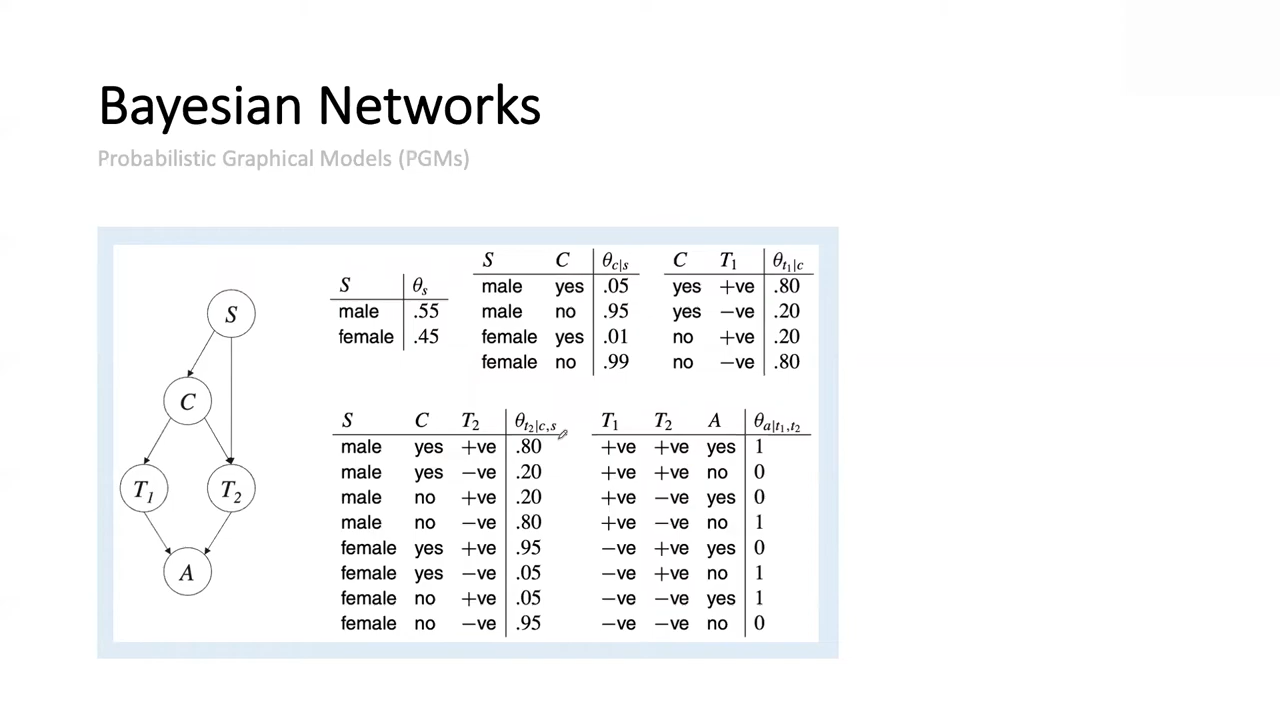 Bayesian Networks
Probabilistic Graphical Models (PGMs)
S
C
T₁ T₂
A
S θₛ
male .55
female .45
S C θ_c|s
male yes .05
male no .95
female yes .01
female no .99
C T₁ θ_t₁|c
yes +ve .80
yes −ve .20
no +ve .20
no −ve .80
S C T₂ θ_t₂|c,s
male yes +ve .80
male yes −ve .20
male no +ve .20
male no −ve .80
female yes +ve .95
female yes −ve .05
female no +ve .05
female no −ve .95
T₁ T₂ A θ_a|t₁,t₂
+ve +ve yes 1
+ve +ve no 0
+ve −ve yes 0
+ve −ve no 1
−ve +ve yes 0
−ve +ve no 1
−ve −ve yes 1
−ve −ve no 0